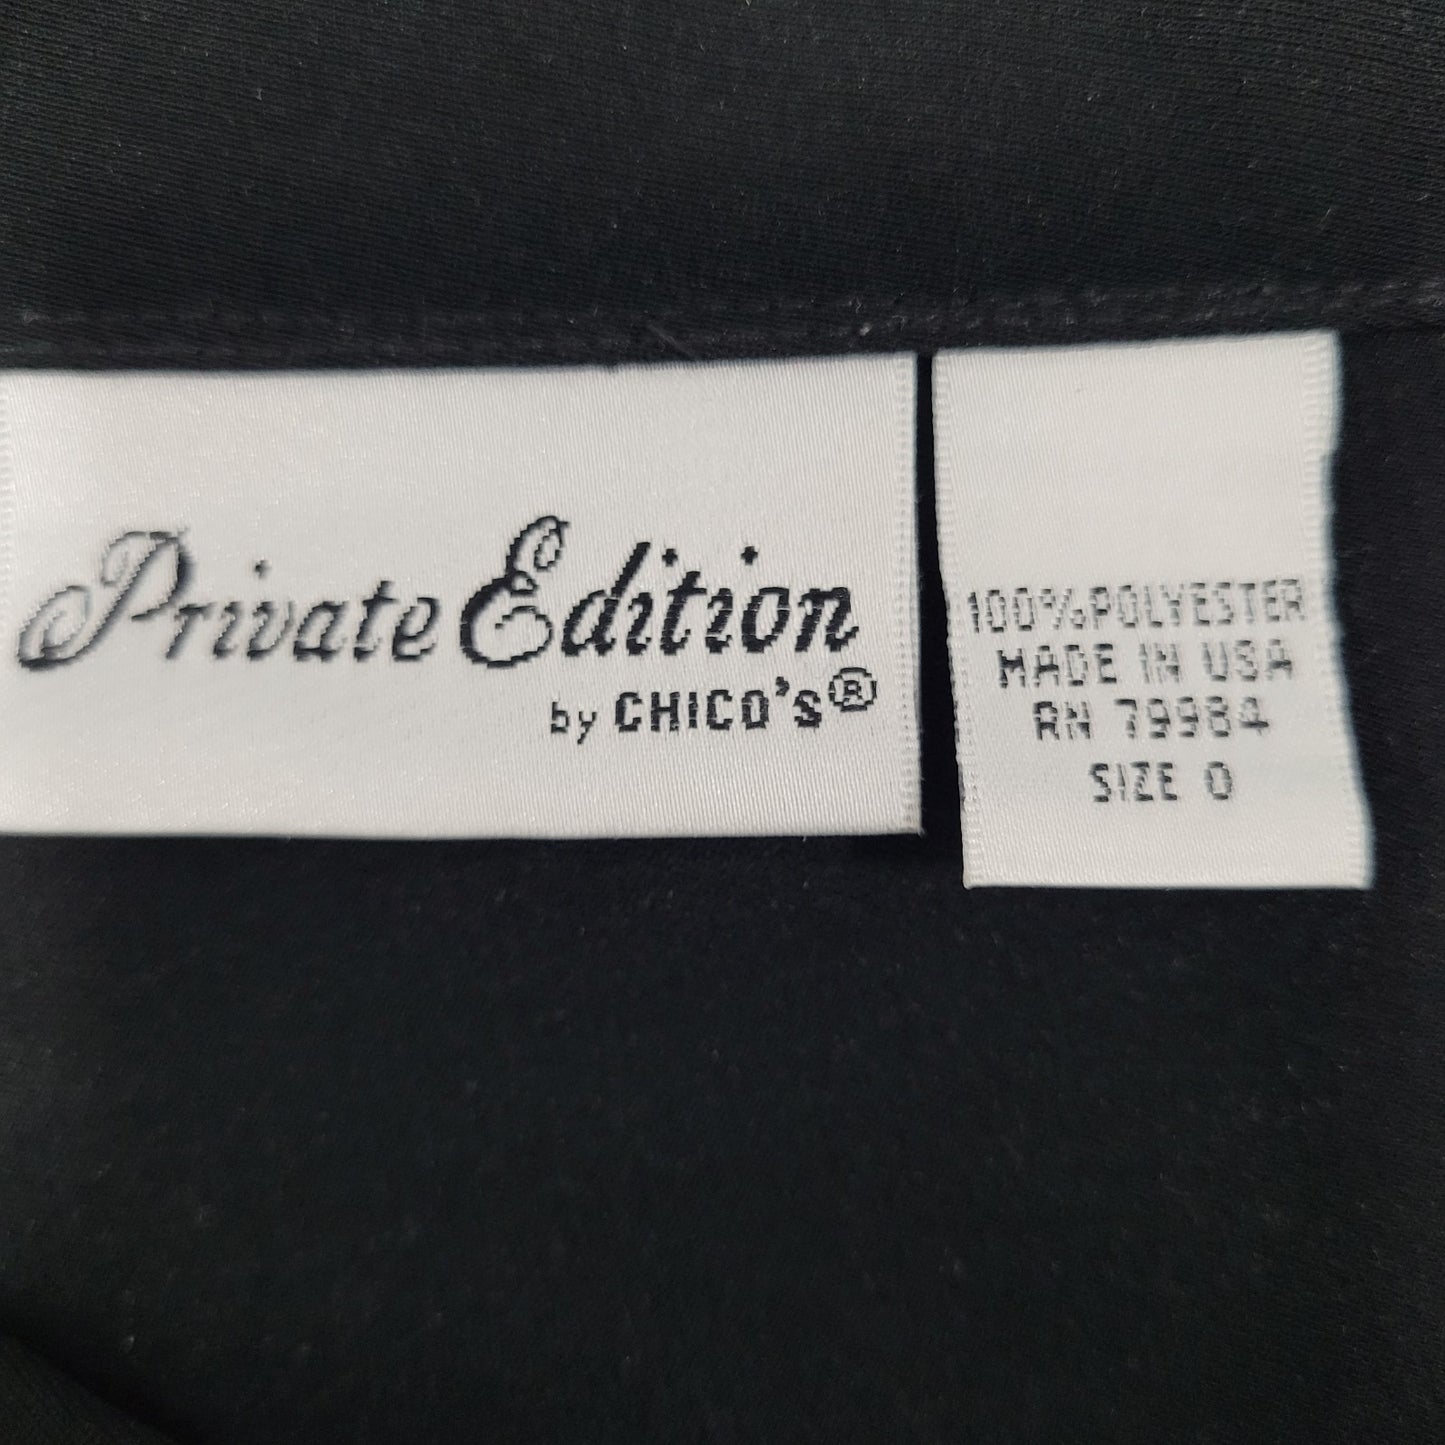 Private Edition
by CHICO'S®
100%POLYESTER
MADE IN USA
RN 79984
SIZE 0